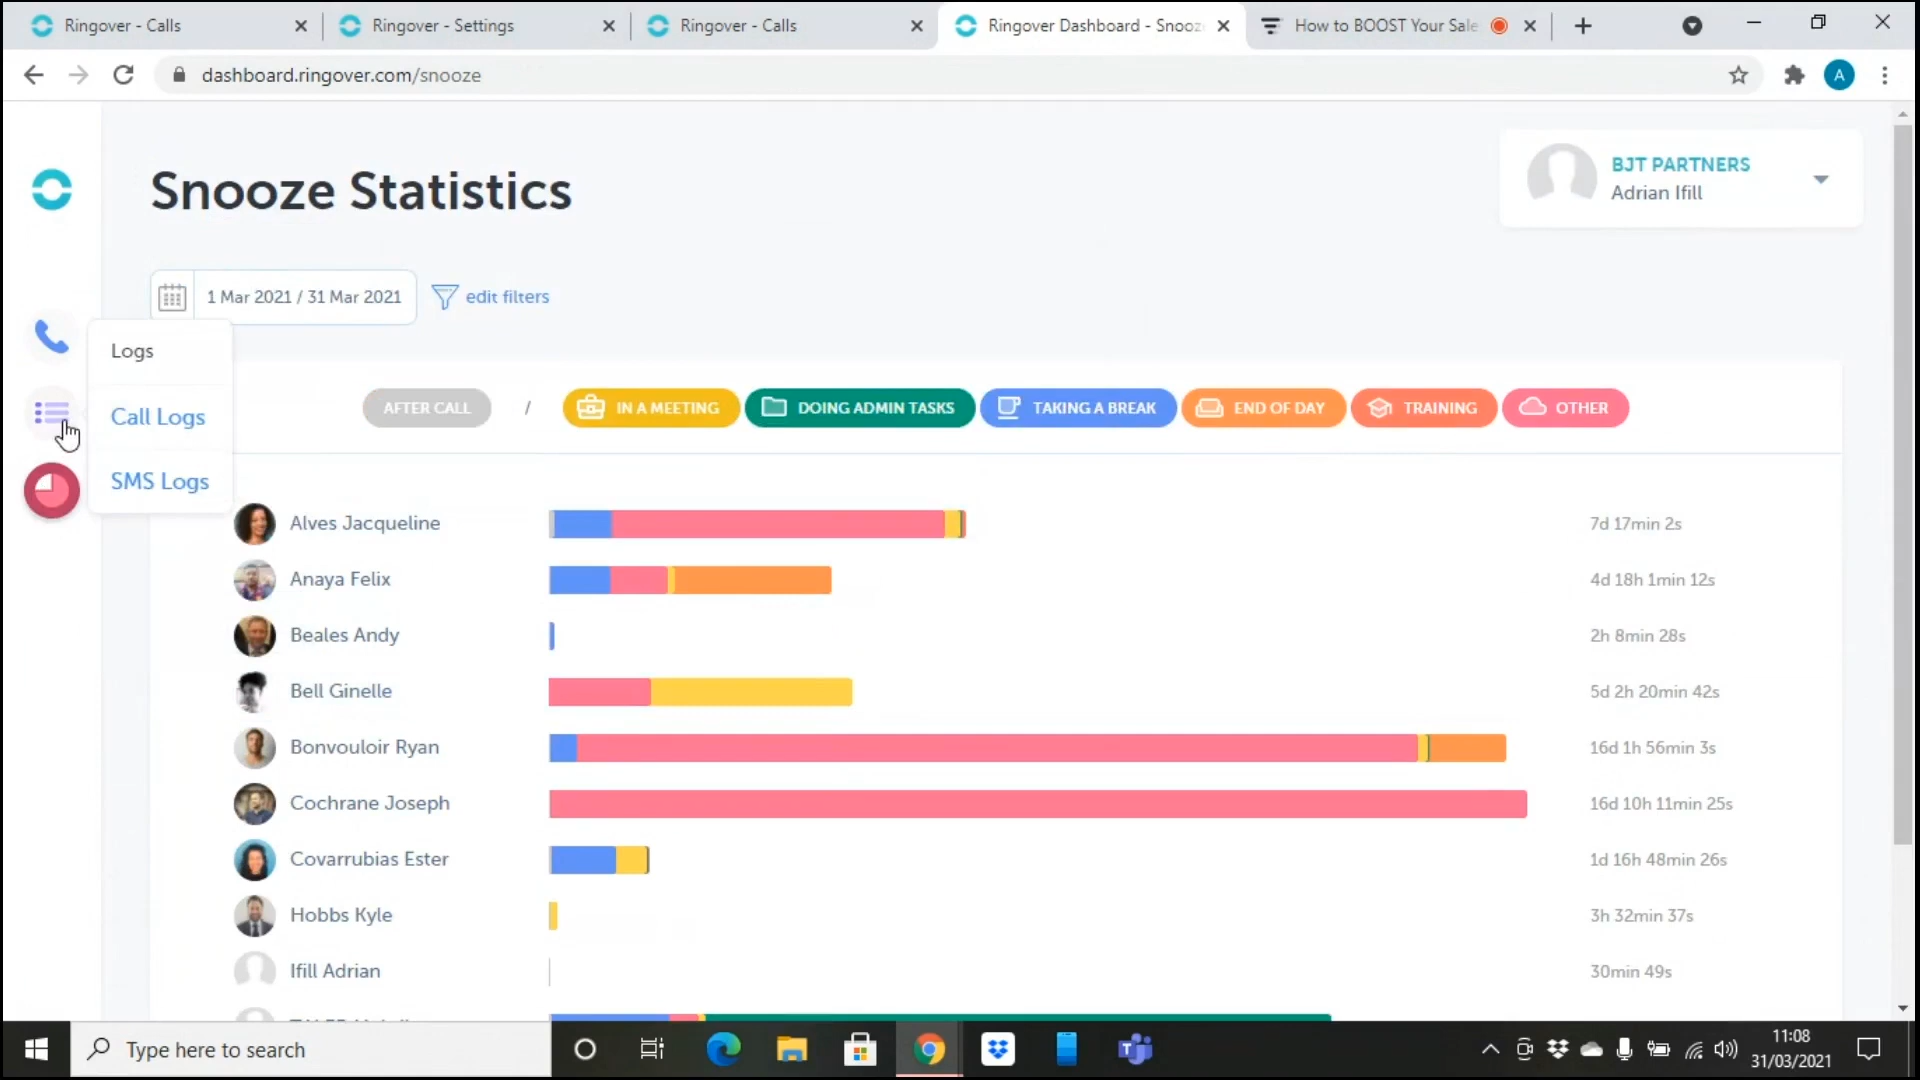 Ringover - Calls
Ringover - Settings
Ringover - Calls
Ringover Dashboard - Snooz
How to BOOST Your Sale
dashboard.ringover.com/snooze
A
Snooze Statistics
BJT PARTNERS
Adrian Ifill
1 Mar 2021 / 31 Mar 2021
edit filters
Logs
Call Logs
SMS Logs
AFTER CALL
/
IN A MEETING
DOING ADMIN TASKS
TAKING A BREAK
END OF DAY
TRAINING
OTHER
Alves Jacqueline
7d 17min 2s
Anaya Felix
4d 18h 1min 12s
Beales Andy
2h 8min 28s
Bell Ginelle
5d 2h 20min 42s
Bonvouloir Ryan
16d 1h 56min 3s
Cochrane Joseph
16d 10h 11min 25s
Covarrubias Ester
1d 16h 48min 26s
Hobbs Kyle
3h 32min 37s
Ifill Adrian
30min 49s
Type here to search
11:08
31/03/2021